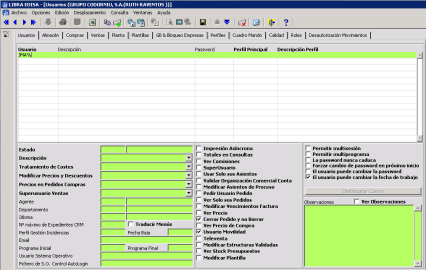 LIBRA EDISA - [Usuarios (GRUPO CODORNIU, S.A.(RUTH RAVENTOS ))]
Archivo Opciones Edición Desplazamiento Consulta Ventanas Ayuda
Usuarios Almacén Compras Ventas Planta Plantillas GB & Bloqueo Empresas Perfiles Cuadro Mando Calidad Roles Desautorización Movimientos
Usuario Descripción Password Perfil Principal Descripción Perfil
Estado
Descripción
Tratamiento de Costes
Modificar Precios y Descuentos
Precios en Pedidos Compras
Supervisar Ventas
Agente
Departamento
Idioma
Nº máximo de Expedientes CRM Traducir Menús
Perfil Gestión Incidencias Fecha Baja
Email
Programa Inicial Programa Final
Usuario Sistema Operativo
Fichero de S.O. Control AutoLogin
Impresión Asíncrona
Totales en Consultas
Ver Comisiones
SuperUsuario
Usar Solo sus Asientos
Validar Organización Comercial Conta
Modificar Asientos de Proceso
Pedir Usuario Pedido
Ver Solo sus Pedidos
Modificar Vencimientos Factura
Ver Precio
Cerrar Pedido y no Borrar
Ver Precio de Compra
Usuario Movilidad
Televenta
Modificar Estructuras Validadas
Ver Stock Presupuestos
Modificar Plantilla
Permitir multisesión
Permitir multiprograma
La password nunca caduca
Forzar cambio de password en próximo inicio
El usuario puede cambiar la password
El usuario puede cambiar la fecha de trabajo
Desbloquear Cuenta
Observaciones Ver Observaciones